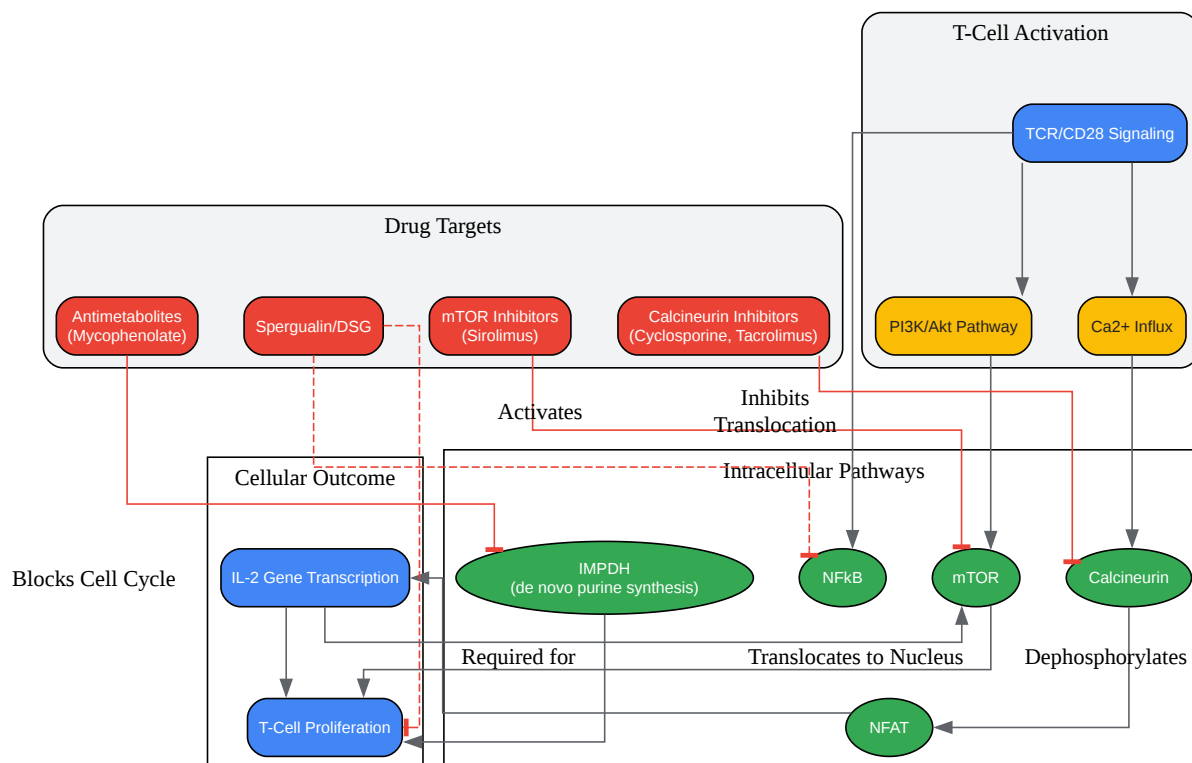 T-Cell Activation
TCR/CD28 Signaling
Drug Targets
Antimetabolites
(Mycophenolate)
Spergualin/DSG
mTOR Inhibitors
(Sirolimus)
Calcineurin Inhibitors
(Cyclosporine, Tacrolimus)
PI3K/Akt Pathway
Ca2+ Influx
Activates
Inhibits
Translocation
Cellular Outcome
Intracellular Pathways
Blocks Cell Cycle
IL-2 Gene Transcription
IMPDH
(de novo purine synthesis)
NFkB
mTOR
Calcineurin
Required for
Translocates to Nucleus
Dephosphorylates
T-Cell Proliferation
NFAT